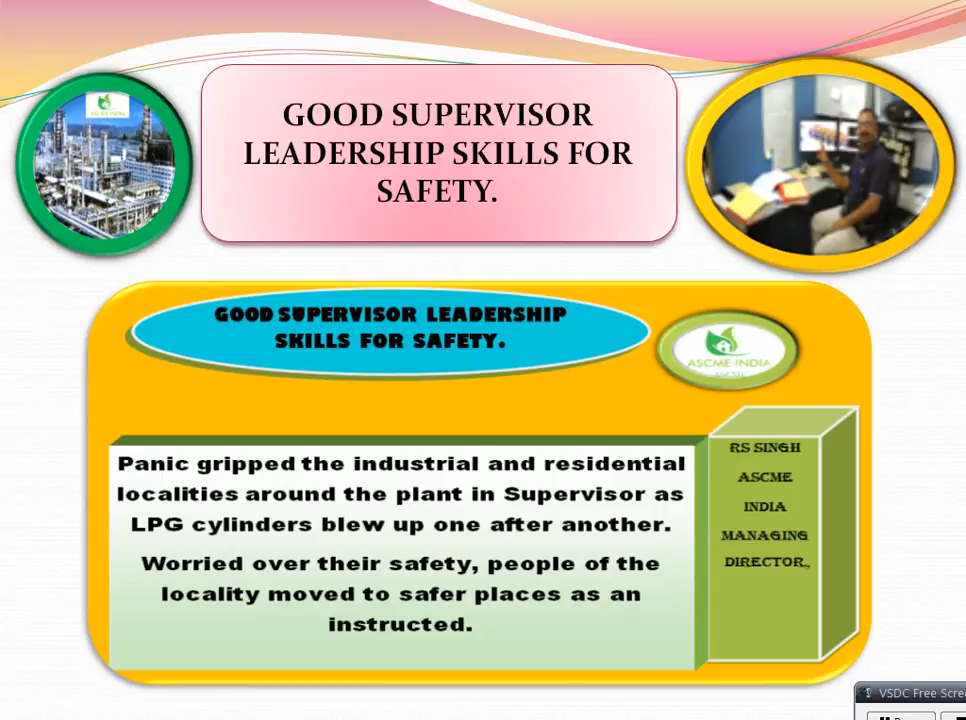 GOOD SUPERVISOR
LEADERSHIP SKILLS FOR
SAFETY.
GOOD SUPERVISOR LEADERSHIP
SKILLS FOR SAFETY.
ASCME INDIA
Panic gripped the industrial and residential
localities around the plant in Supervisor as
LPG cylinders blew up one after another.
Worried over their safety, people of the
locality moved to safer places as an
instructed.
RS SINGH
ASCME
INDIA
MANAGING
DIRECTOR.,
VSDC Free Scre